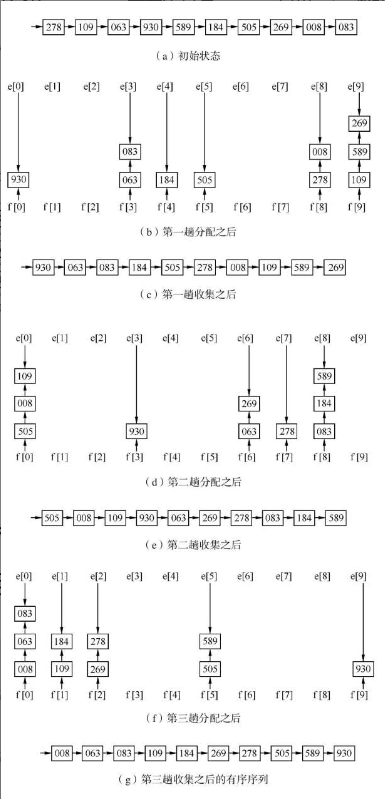 278 109 063 930 589 184 505 269 008 083
(a)初始状态
e[0] e[1] e[2] e[3] e[4] e[5] e[6] e[7] e[8] e[9]
269
083 008 589
930 063 184 505 278 109
f[0] f[1] f[2] f[3] f[4] f[5] f[6] f[7] f[8] f[9]
(b)第一趟分配之后
930 063 083 184 505 278 008 109 589 269
(c)第一趟收集之后
e[0] e[1] e[2] e[3] e[4] e[5] e[6] e[7] e[8] e[9]
109 589
008 269 184
505 930 063 278 083
f[0] f[1] f[2] f[3] f[4] f[5] f[6] f[7] f[8] f[9]
(d)第二趟分配之后
505 008 109 930 063 269 278 083 184 589
(e)第二趟收集之后
e[0] e[1] e[2] e[3] e[4] e[5] e[6] e[7] e[8] e[9]
083
063 184 278 589
008 109 269 505 930
f[0] f[1] f[2] f[3] f[4] f[5] f[6] f[7] f[8] f[9]
(f)第三趟分配之后
008 063 083 109 184 269 278 505 589 930
(g)第三趟收集之后的有序序列